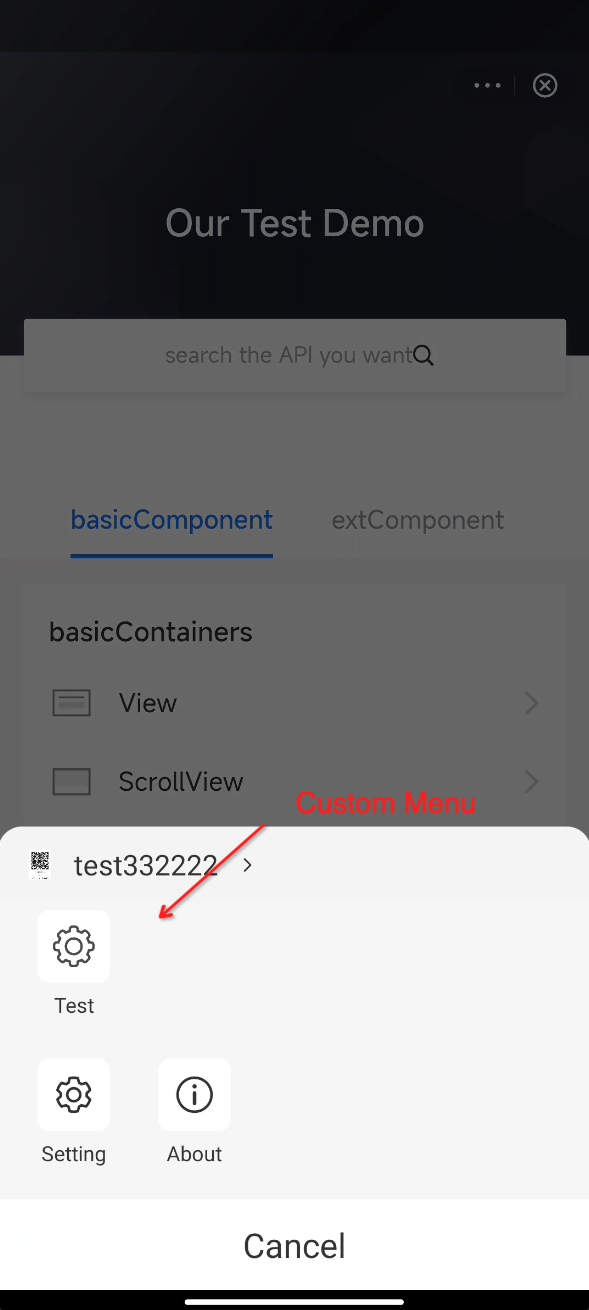 Our Test Demo
search the API you want
basicComponent
extComponent
basicContainers
View
ScrollView
Custom Menu
test332222
Test
Setting
About
Cancel